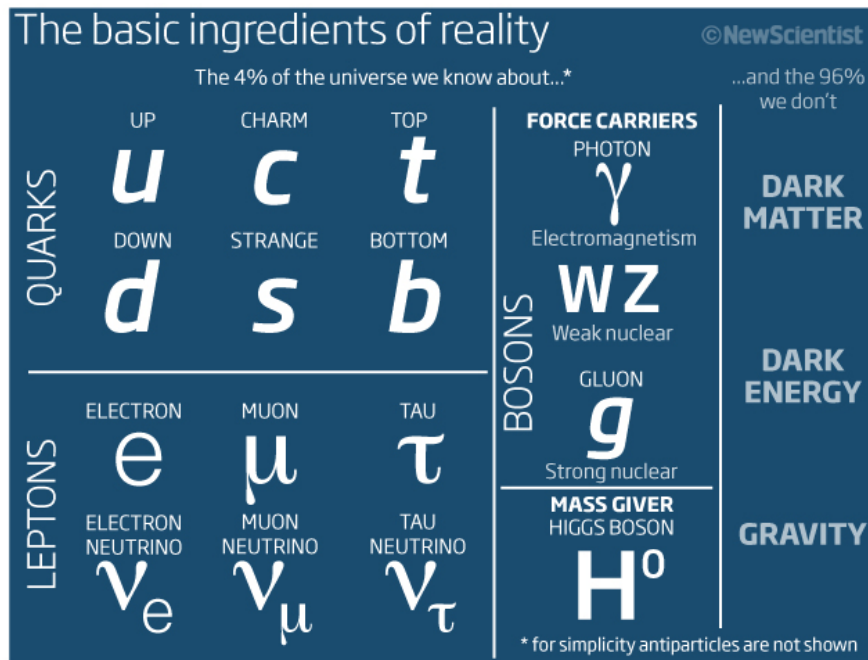 The basic ingredients of reality
©NewScientist
The 4% of the universe we know about...*
...and the 96%
we don't
QUARKS
UP CHARM TOP
u c t
DOWN STRANGE BOTTOM
d s b
LEPTONS
ELECTRON MUON TAU
e μ τ
ELECTRON NEUTRINO MUON NEUTRINO TAU NEUTRINO
νe νμ ντ
BOSONS
FORCE CARRIERS
PHOTON
γ
Electromagnetism
W Z
Weak nuclear
GLUON
g
Strong nuclear
MASS GIVER
HIGGS BOSON
H⁰
DARK
MATTER
DARK
ENERGY
GRAVITY
* for simplicity antiparticles are not shown